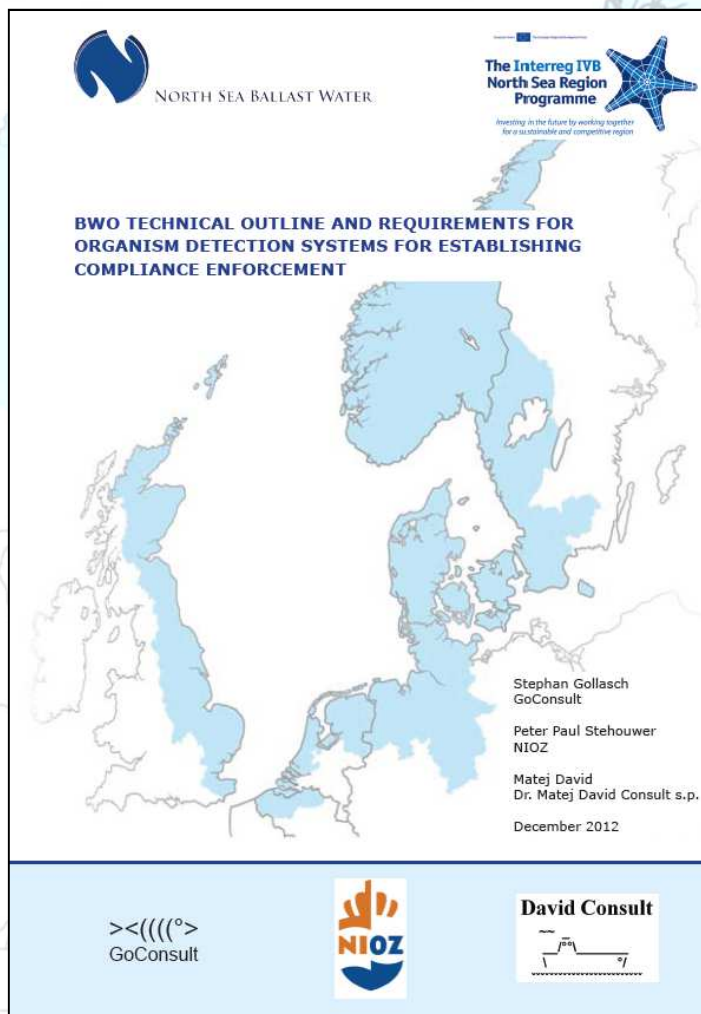 NORTH SEA BALLAST WATER
The Interreg IVB
North Sea Region
Programme
Investing in the future by working together
for a sustainable and competitive region
BWO TECHNICAL OUTLINE AND REQUIREMENTS FOR
ORGANISM DETECTION SYSTEMS FOR ESTABLISHING
COMPLIANCE ENFORCEMENT
Stephan Gollasch
GoConsult
Peter Paul Stehouwer
NIOZ
Matej David
Dr. Matej David Consult s.p.
December 2012
><((((°>
GoConsult
NIOZ
David Consult